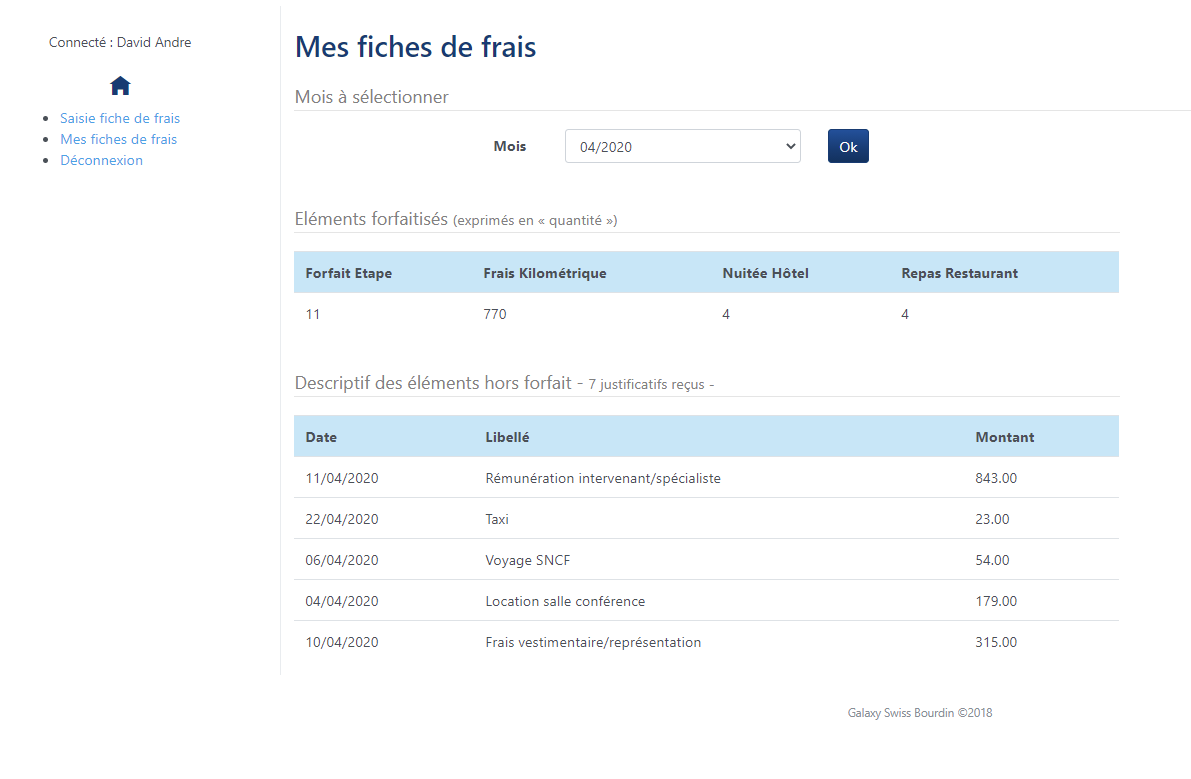 Connecté : David Andre
Saisie fiche de frais
Mes fiches de frais
Déconnexion
Mes fiches de frais
Mois à sélectionner
Mois 04/2020 Ok
Eléments forfaitisés (exprimés en « quantité »)
Forfait Etape Frais Kilométrique Nuitée Hôtel Repas Restaurant
11 770 4 4
Descriptif des éléments hors forfait - 7 justificatifs reçus -
Date Libellé Montant
11/04/2020 Rémunération intervenant/spécialiste 843.00
22/04/2020 Taxi 23.00
06/04/2020 Voyage SNCF 54.00
04/04/2020 Location salle conférence 179.00
10/04/2020 Frais vestimentaire/représentation 315.00
Galaxy Swiss Bourdin ©2018